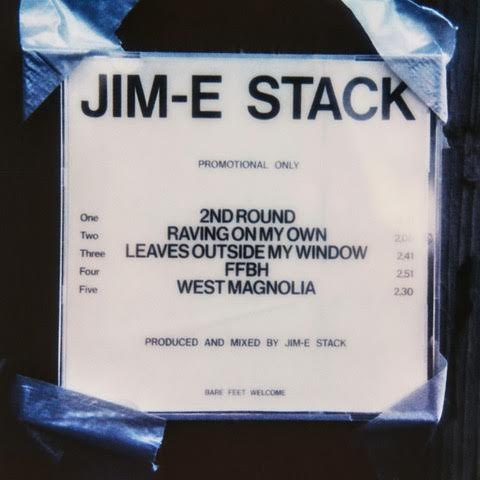 JIM-E STACK
PROMOTIONAL ONLY
One 2ND ROUND
Two RAVING ON MY OWN
Three LEAVES OUTSIDE MY WINDOW 2,41
Four FFBH 2,51
Five WEST MAGNOLIA 2,30
PRODUCED AND MIXED BY JIM-E STACK
BARE FEET WELCOME